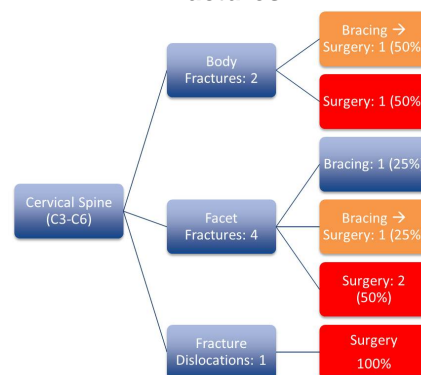 Bracing →
Surgery: 1 (50%
Body
Fractures: 2
Surgery: 1 (50%
Bracing: 1 (25%
Cervical Spine
(C3-C6)
Facet
Fractures: 4
Bracing →
Surgery: 1 (25%
Surgery: 2
(50%)
Fracture
Dislocations: 1
Surgery
100%